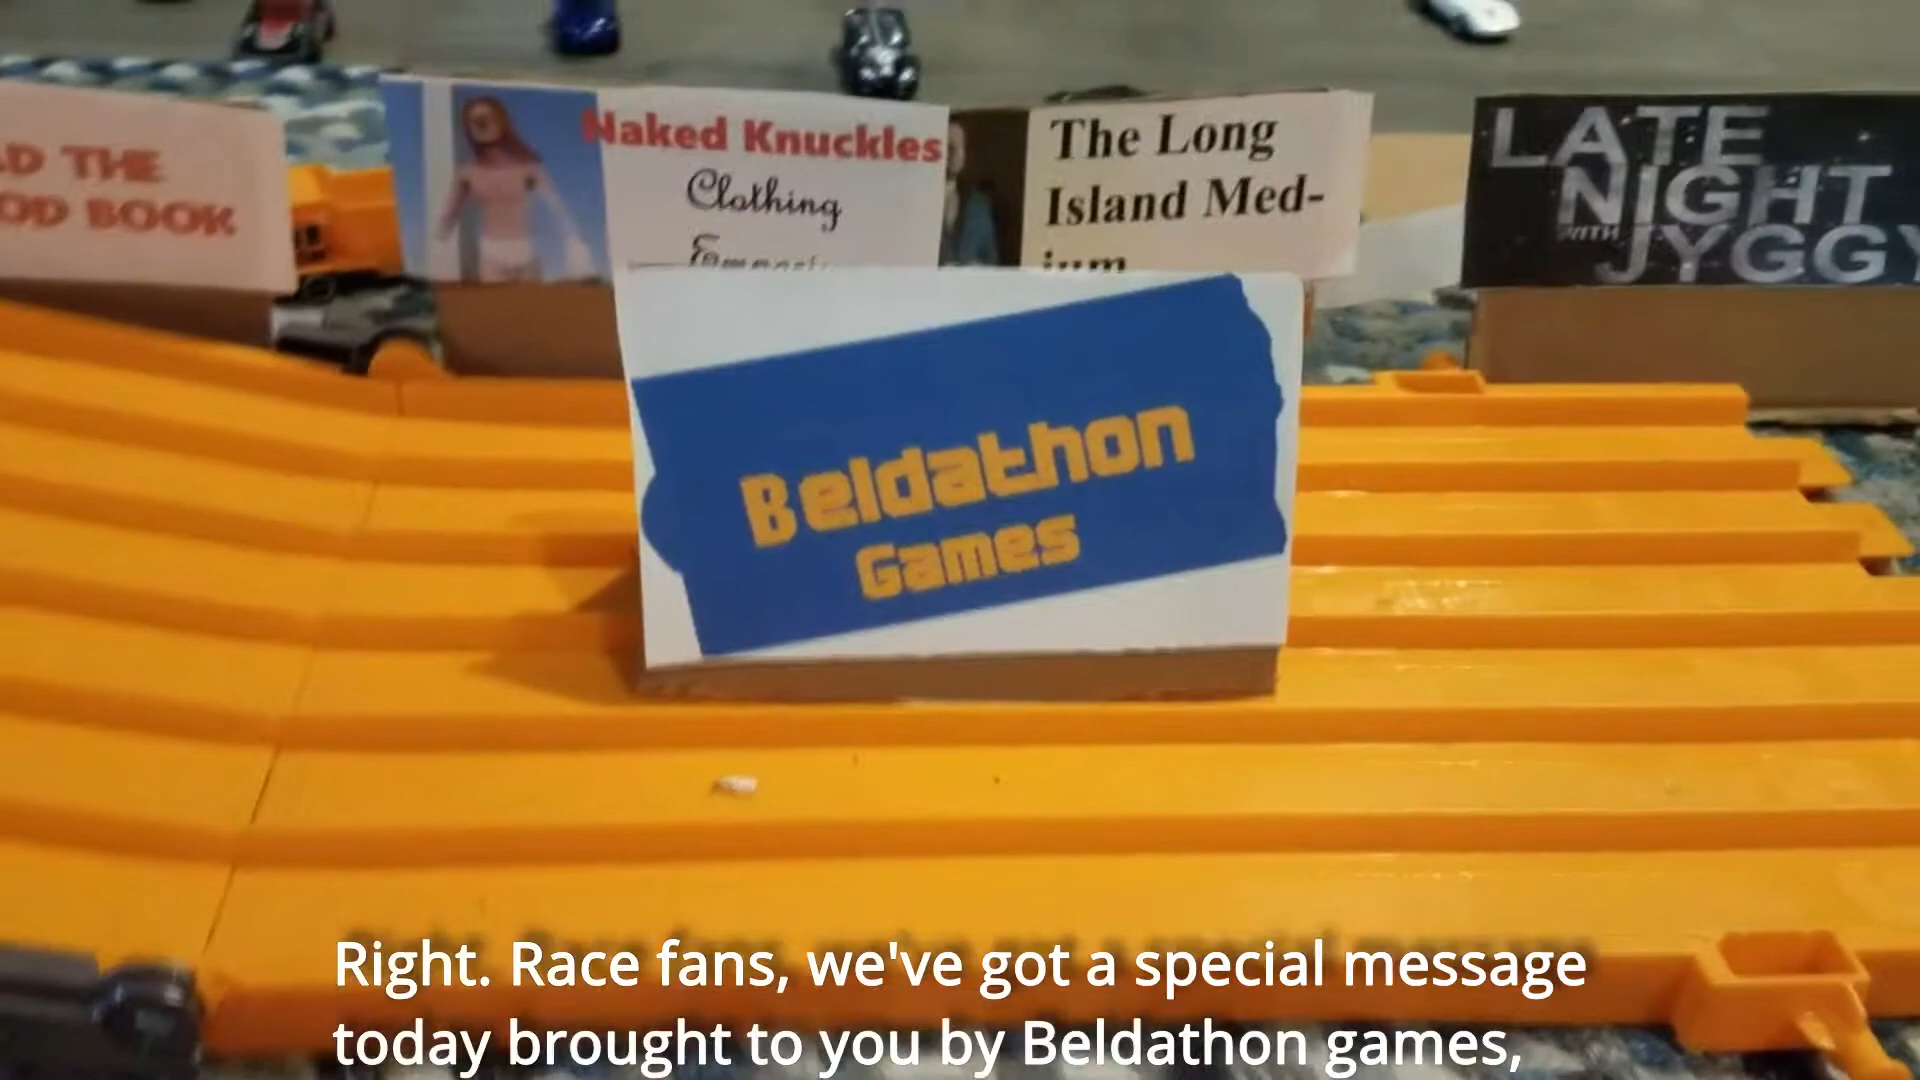 THE
BOOK
Naked Knuckles
Clothing
The Long
Island Med-
ium
LATE
NIGHT
WITH
JYGGY
Beldathon
Games
Right. Race fans, we've got a special message
today brought to you by Beldathon games,